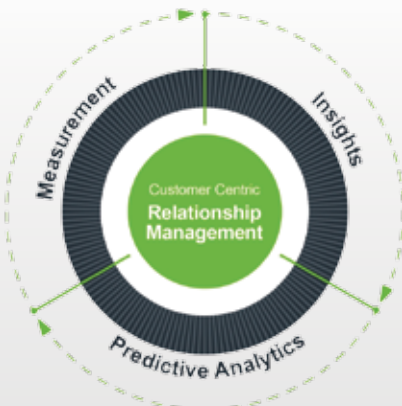 Measurement
Insights
Customer Centric
Relationship
Management
Predictive Analytics